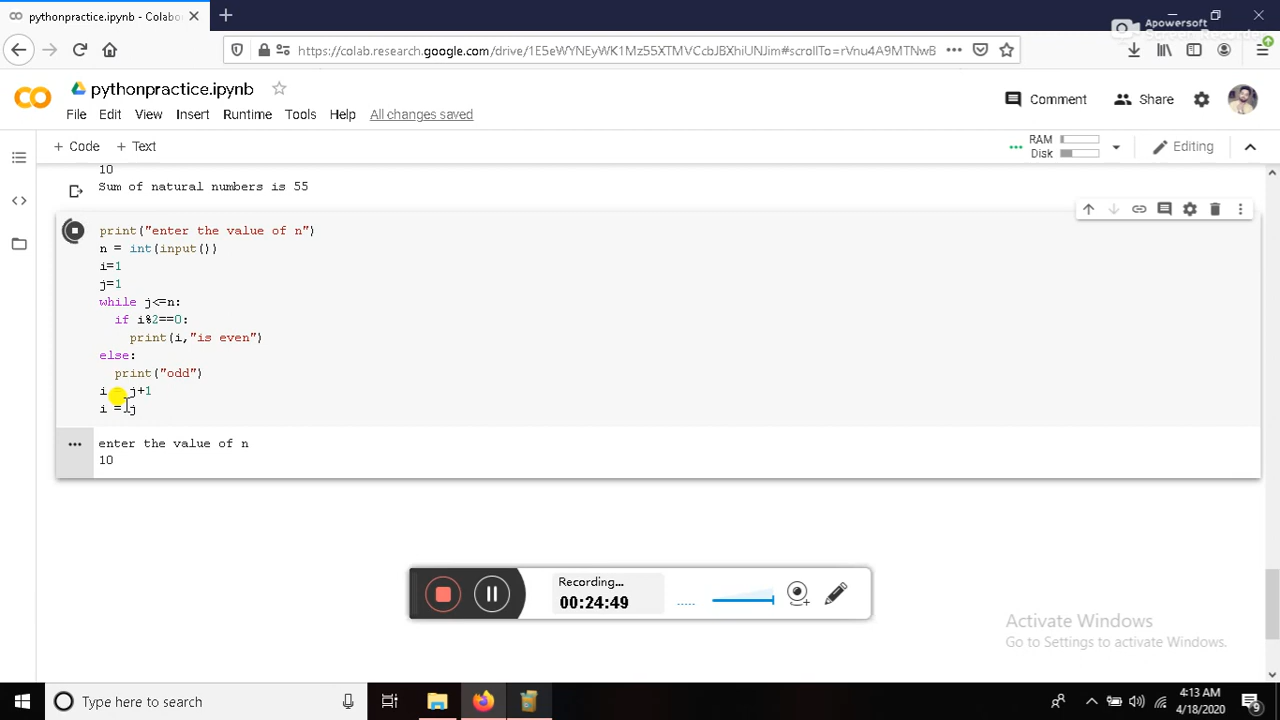 pythonpractice.ipynb - Colabo
Apowersoft
Screen Recorder
https://colab.research.google.com/drive/1E5eWYNEyWK1Mz55XTMVCcbJBXhiUNJim#scrollTo=rVnu4A9MTNwB
pythonpractice.ipynb
Comment
Share
File Edit View Insert Runtime Tools Help All changes saved
+ Code + Text
RAM
Disk
Editing
10
Sum of natural numbers is 55
print("enter the value of n")
n = int(input())
i=1
j=1
while j<=n:
if i%2==0:
print(i,"is even")
else:
print("odd")
i = j+1
i = j
enter the value of n
10
Recording...
00:24:49
Activate Windows
Go to Settings to activate Windows.
Type here to search
4:13 AM
4/18/2020
9